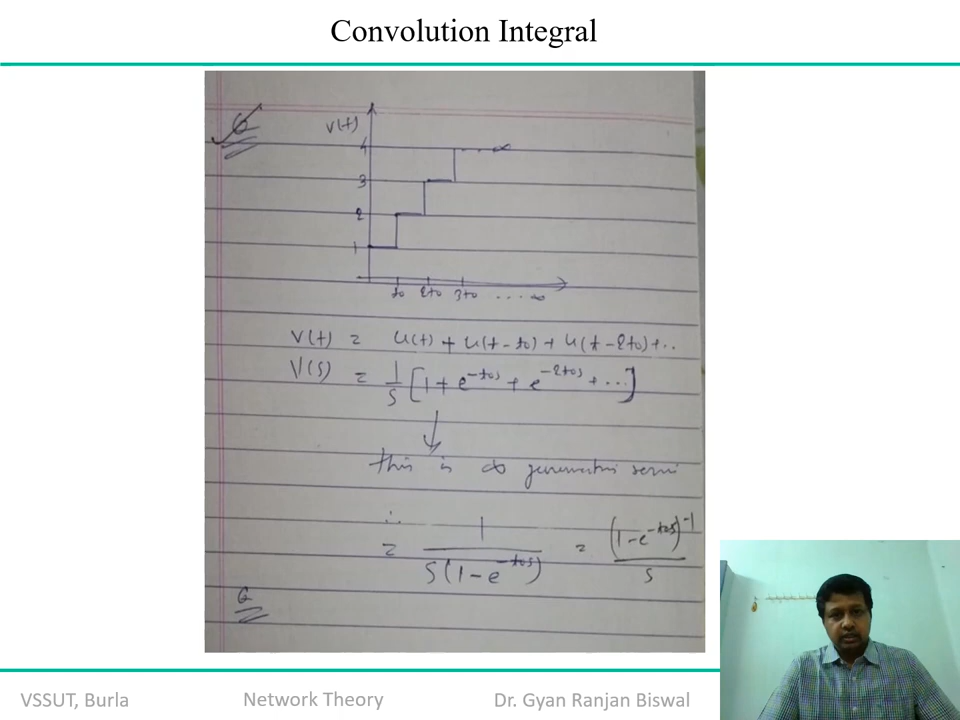 Convolution Integral
Q
V(t)
4 ... ∞
3
2
1
t0 2t0 3t0 .... ∞
V(t) = u(t) + u(t-t0) + u(t-2t0) + ..
V(s) = 1/s [1 + e^-t0s + e^-2t0s + ...]
↓
this is ∞ geometric
∴
= 1 / s(1-e^-t0s) = (1-e^-t0s)^-1 / s
Q
VSSUT, Burla Network Theory Dr. Gyan Ranjan Biswal